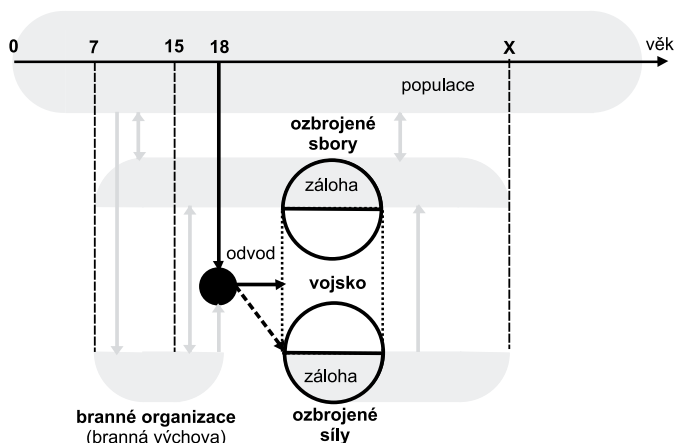 0 7 15 18 X věk
populace
ozbrojené
sbory
záloha
odvod
vojsko
záloha
branné organizace
(branná výchova)
ozbrojené
síly